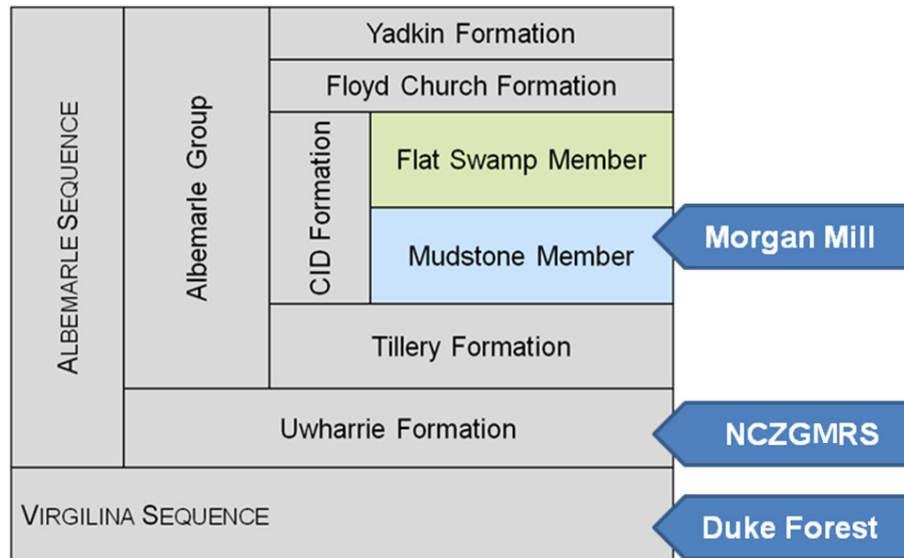 Yadkin Formation
Floyd Church Formation
ALBEMARLE SEQUENCE
Albemarle Group
CID Formation
Flat Swamp Member
Mudstone Member
Morgan Mill
Tillery Formation
Uwharrie Formation
NCZGMRS
VIRGILINA SEQUENCE
Duke Forest